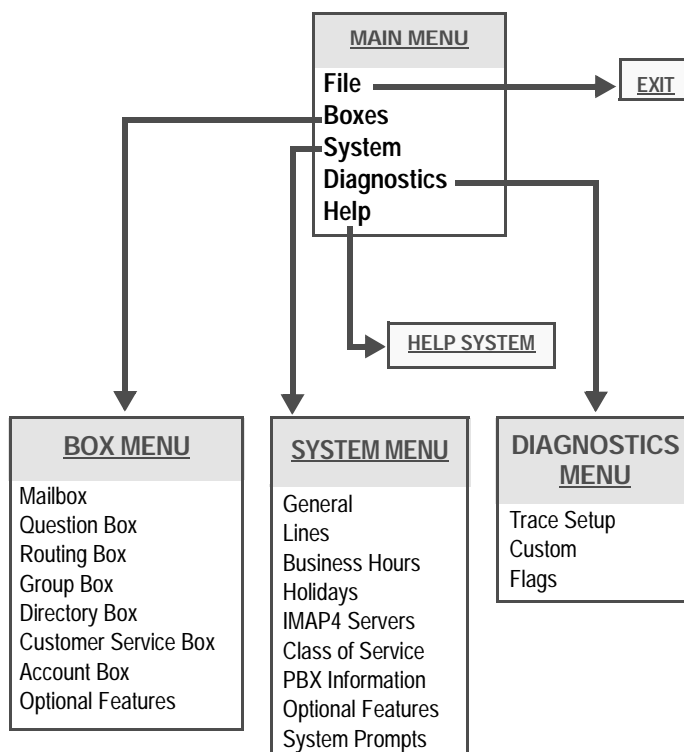 MAIN MENU
File
Boxes
System
Diagnostics
Help
EXIT
HELP SYSTEM
BOX MENU
Mailbox
Question Box
Routing Box
Group Box
Directory Box
Customer Service Box
Account Box
Optional Features
SYSTEM MENU
General
Lines
Business Hours
Holidays
IMAP4 Servers
Class of Service
PBX Information
Optional Features
System Prompts
DIAGNOSTICS
MENU
Trace Setup
Custom
Flags